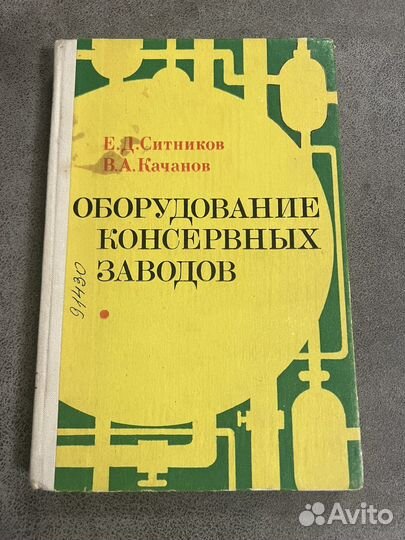 Е.Д.Ситников
В.А.Качанов
ОБОРУДОВАНИЕ
КОНСЕРВНЫХ
ЗАВОДОВ
91430
Avito